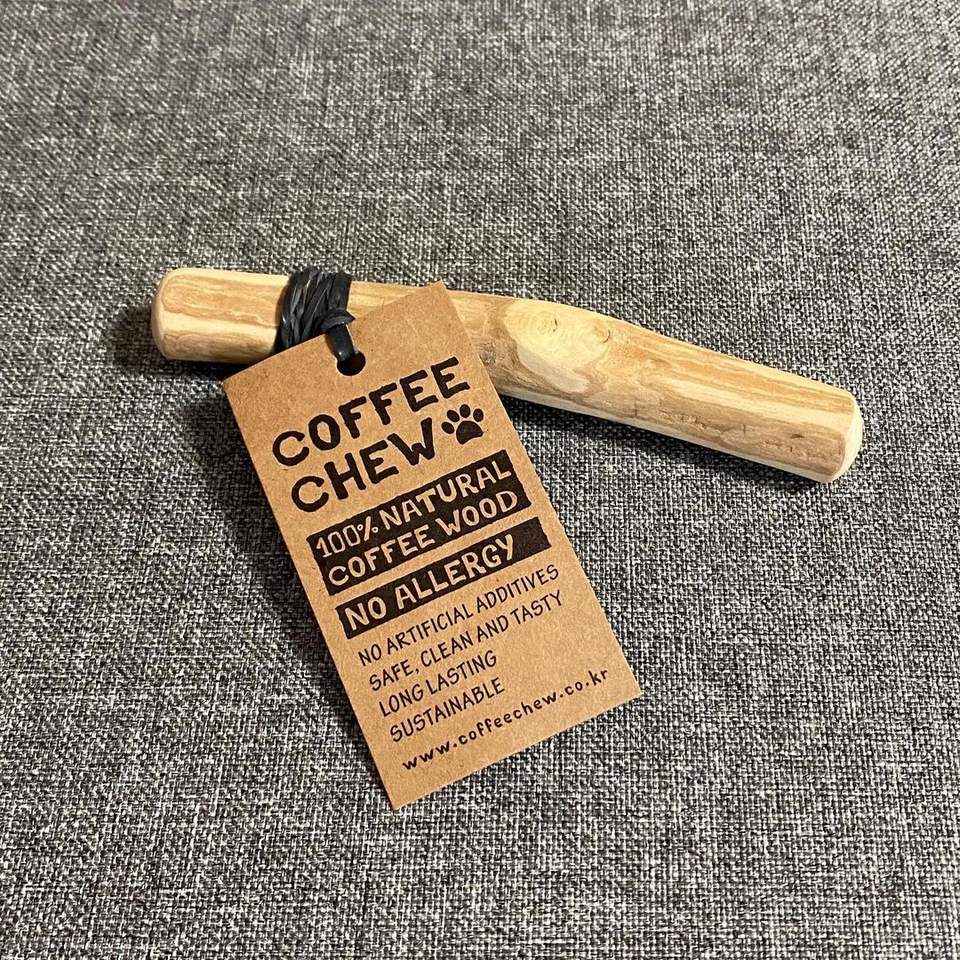 COFFEE
CHEW
100% NATURAL
COFFEE WOOD
NO ALLERGY
NO ARTIFICIAL ADDITIVES
SAFE, CLEAN AND TASTY
LONG LASTING
SUSTAINABLE
www.coffeechew.co.kr